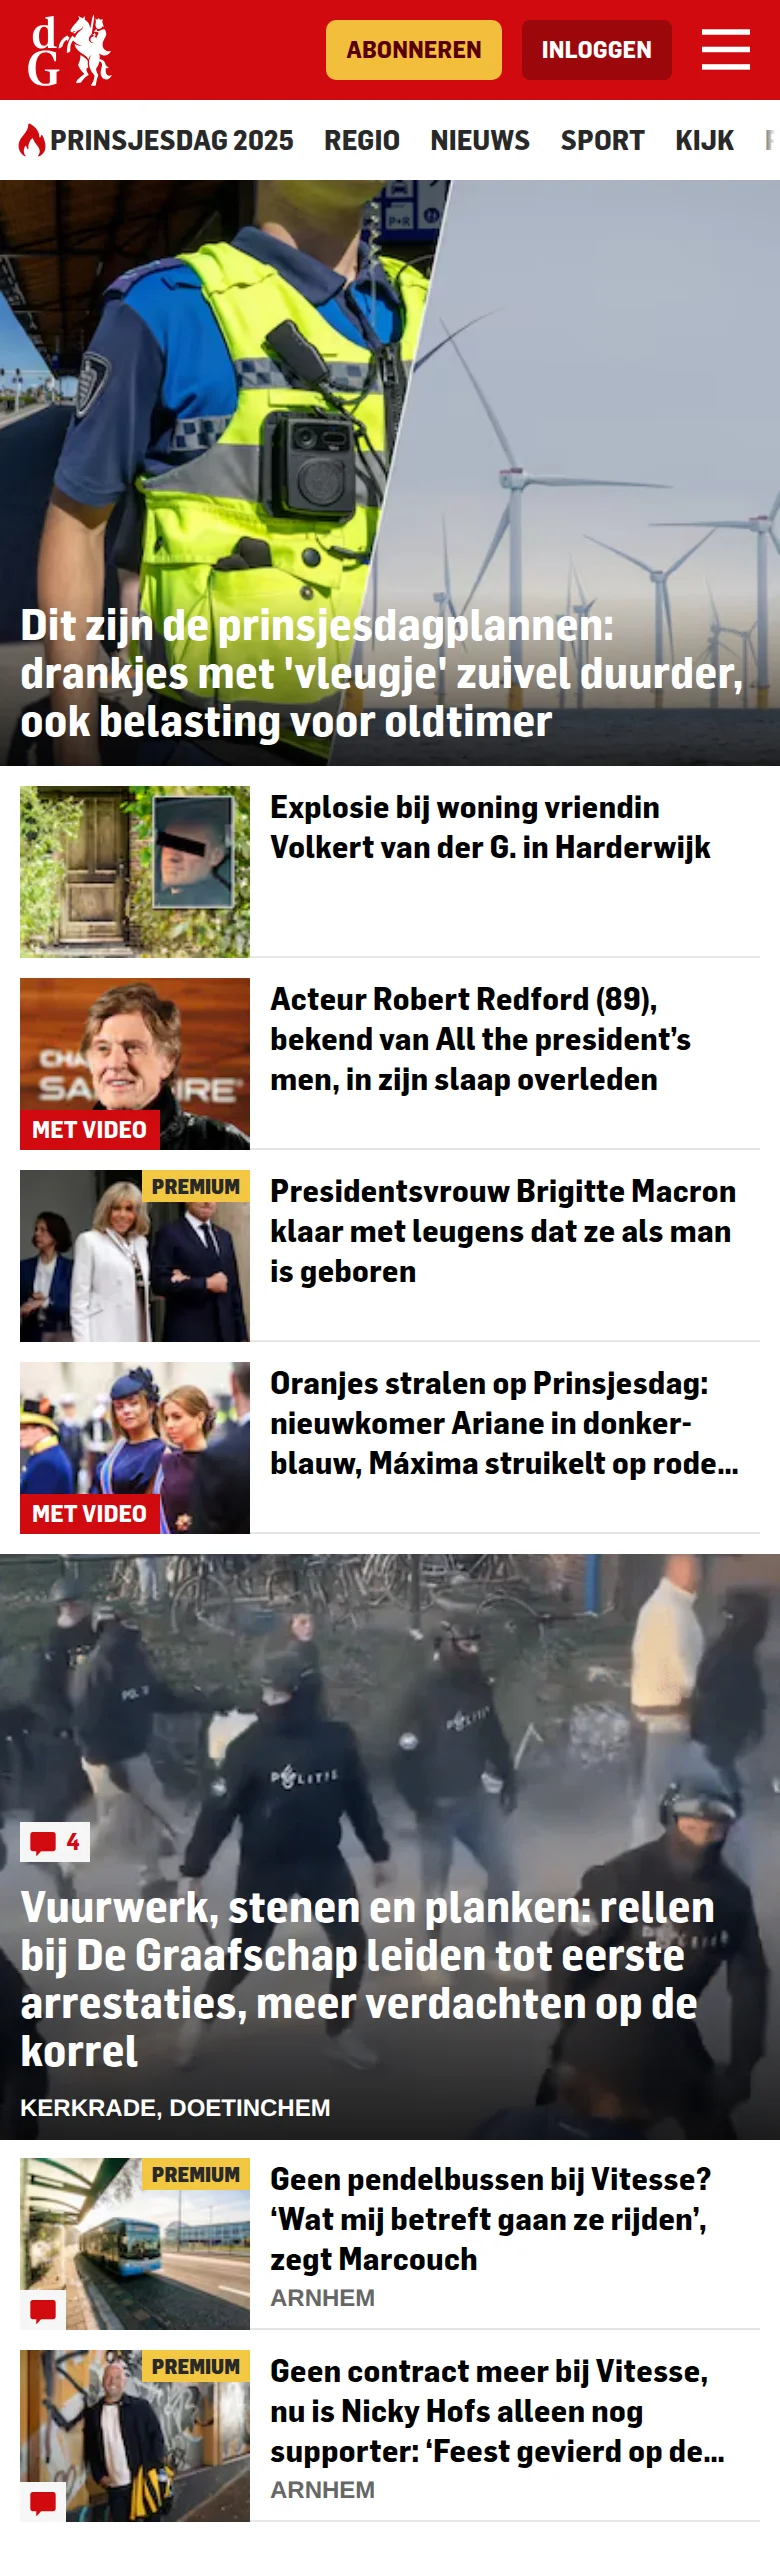 dG
ABONNEREN
INLOGGEN
PRINSJESDAG 2025 REGIO NIEUWS SPORT KIJK
P+R
Dit zijn de prinsjesdagplannen:
drankjes met 'vleugje' zuivel duurder,
ook belasting voor oldtimer
Explosie bij woning vriendin
Volkert van der G. in Harderwijk
MET VIDEO
Acteur Robert Redford (89),
bekend van All the president’s
men, in zijn slaap overleden
PREMIUM
Presidentsvrouw Brigitte Macron
klaar met leugens dat ze als man
is geboren
MET VIDEO
Oranjes stralen op Prinsjesdag:
nieuwkomer Ariane in donker-
blauw, Máxima struikelt op rode...
POLITIE
POLITIE
4
Vuurwerk, stenen en planken: rellen
bij De Graafschap leiden tot eerste
arrestaties, meer verdachten op de
korrel
KERKRADE, DOETINCHEM
PREMIUM
Geen pendelbussen bij Vitesse?
‘Wat mij betreft gaan ze rijden’,
zegt Marcouch
ARNHEM
PREMIUM
Geen contract meer bij Vitesse,
nu is Nicky Hofs alleen nog
supporter: ‘Feest gevierd op de...
ARNHEM